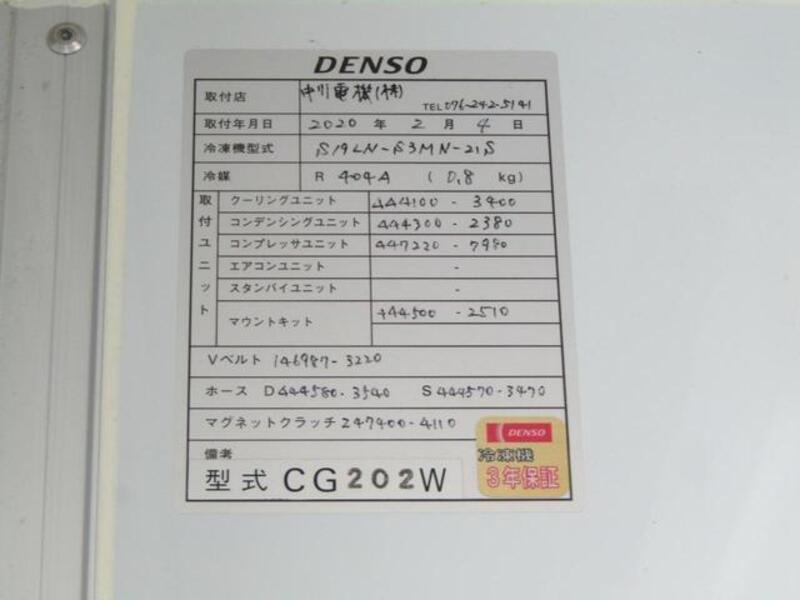 DENSO
取付店 中川電機(株) TEL 076-242-5141
取付年月日 2020 年 2 月 4 日
冷凍機型式 S19LN-S3MN-21S
冷媒 R 404A ( 0.8 kg)
取付ユニット
クーリングユニット 444100 - 3400
コンデンシングユニット 444300 - 2380
コンプレッサユニット 447220 - 7980
エアコンユニット -
スタンバイユニット -
マウントキット 444500 - 2510
Vベルト 146987-3220
ホース D 444580-3540 S 444570-3470
マグネットクラッチ 247400-4110
備考
型式 CG202W
DENSO
冷凍機
3年保証